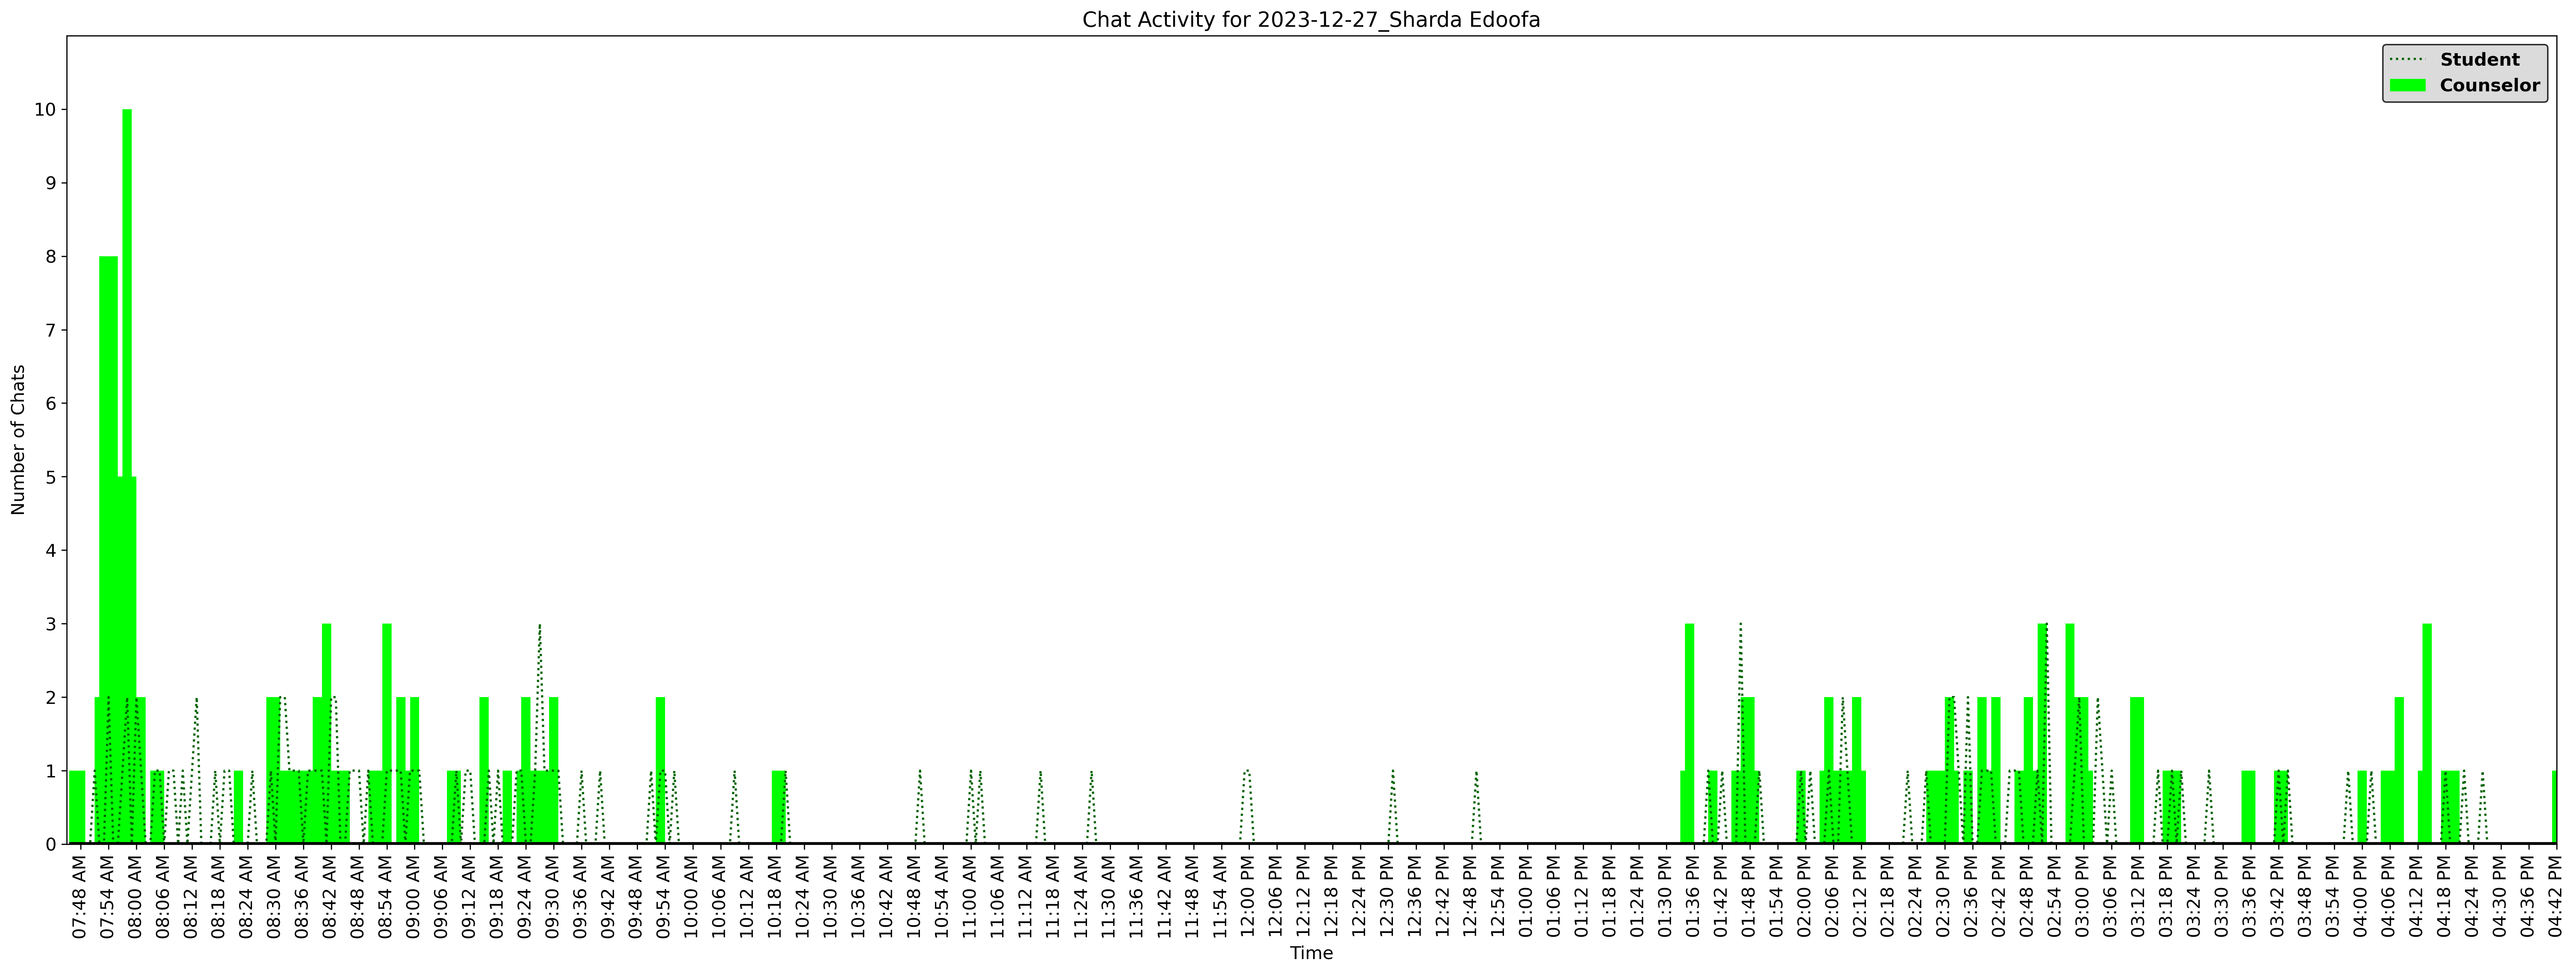 Chat Activity for 2023-12-27_Sharda Edoofa
Student
Counselor
Number of Chats
10
9
8
7
6
5
4
3
2
1
0
07:48 AM
07:54 AM
08:00 AM
08:06 AM
08:12 AM
08:18 AM
08:24 AM
08:30 AM
08:36 AM
08:42 AM
08:48 AM
08:54 AM
09:00 AM
09:06 AM
09:12 AM
09:18 AM
09:24 AM
09:30 AM
09:36 AM
09:42 AM
09:48 AM
09:54 AM
10:00 AM
10:06 AM
10:12 AM
10:18 AM
10:24 AM
10:30 AM
10:36 AM
10:42 AM
10:48 AM
10:54 AM
11:00 AM
11:06 AM
11:12 AM
11:18 AM
11:24 AM
11:30 AM
11:36 AM
11:42 AM
11:48 AM
11:54 AM
12:00 PM
12:06 PM
12:12 PM
12:18 PM
12:24 PM
12:30 PM
12:36 PM
12:42 PM
12:48 PM
12:54 PM
01:00 PM
01:06 PM
01:12 PM
01:18 PM
01:24 PM
01:30 PM
01:36 PM
01:42 PM
01:48 PM
01:54 PM
02:00 PM
02:06 PM
02:12 PM
02:18 PM
02:24 PM
02:30 PM
02:36 PM
02:42 PM
02:48 PM
02:54 PM
03:00 PM
03:06 PM
03:12 PM
03:18 PM
03:24 PM
03:30 PM
03:36 PM
03:42 PM
03:48 PM
03:54 PM
04:00 PM
04:06 PM
04:12 PM
04:18 PM
04:24 PM
04:30 PM
04:36 PM
04:42 PM
Time